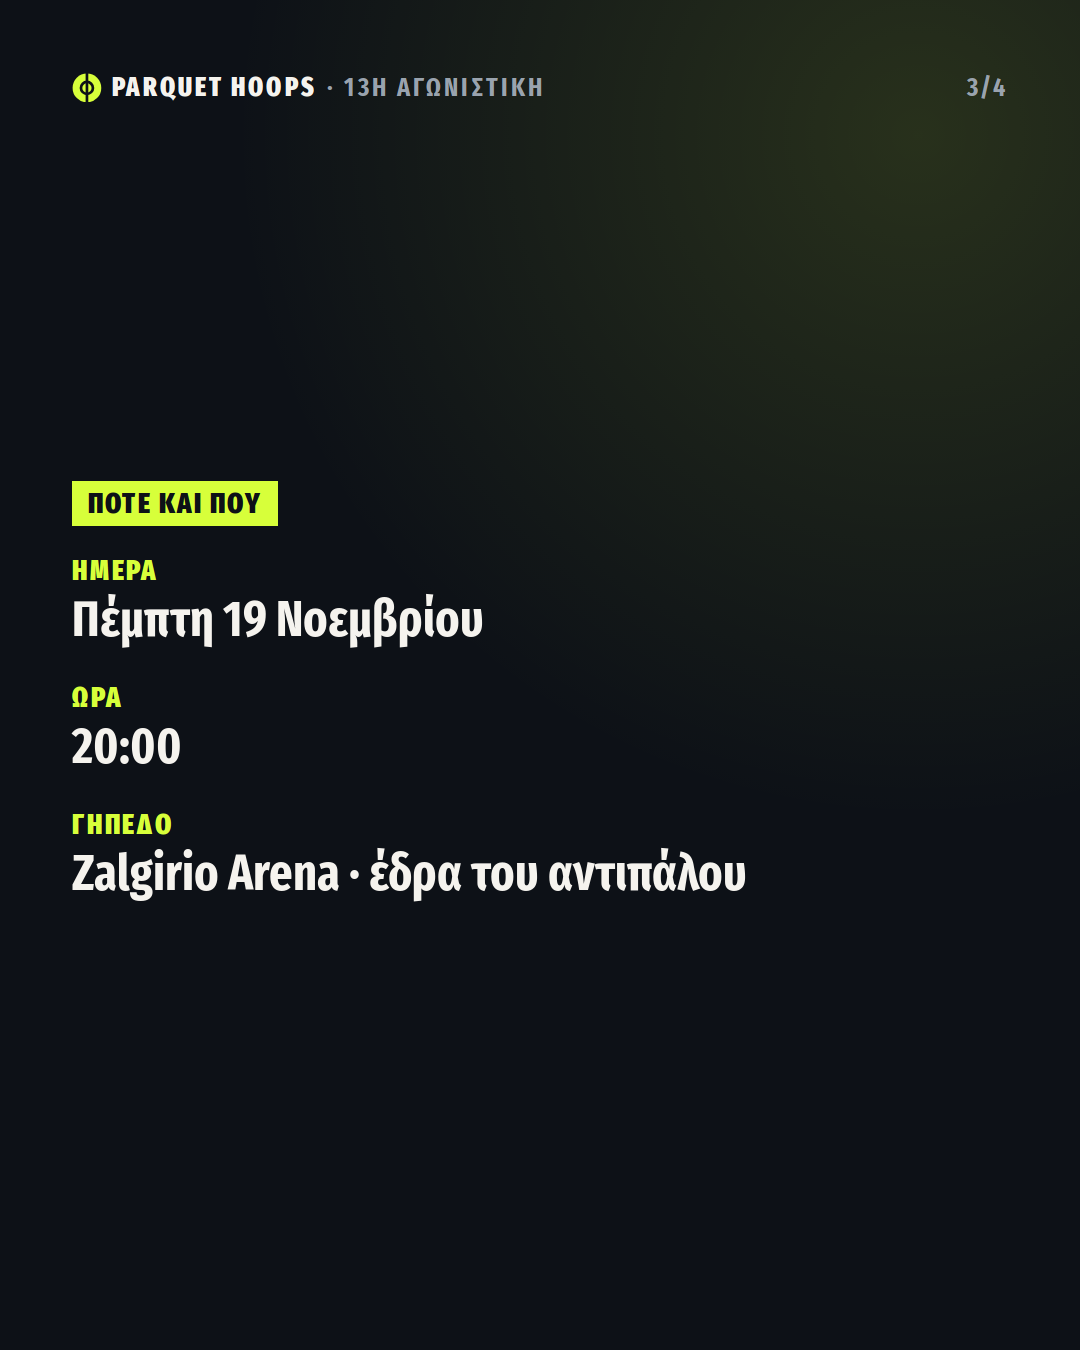 PARQUET HOOPS · 13Η ΑΓΩΝΙΣΤΙΚΗ
3/4
ΠΟΤΕ ΚΑΙ ΠΟΥ
ΗΜΕΡΑ
Πέμπτη 19 Νοεμβρίου
ΩΡΑ
20:00
ΓΗΠΕΔΟ
Zalgirio Arena · έδρα του αντιπάλου